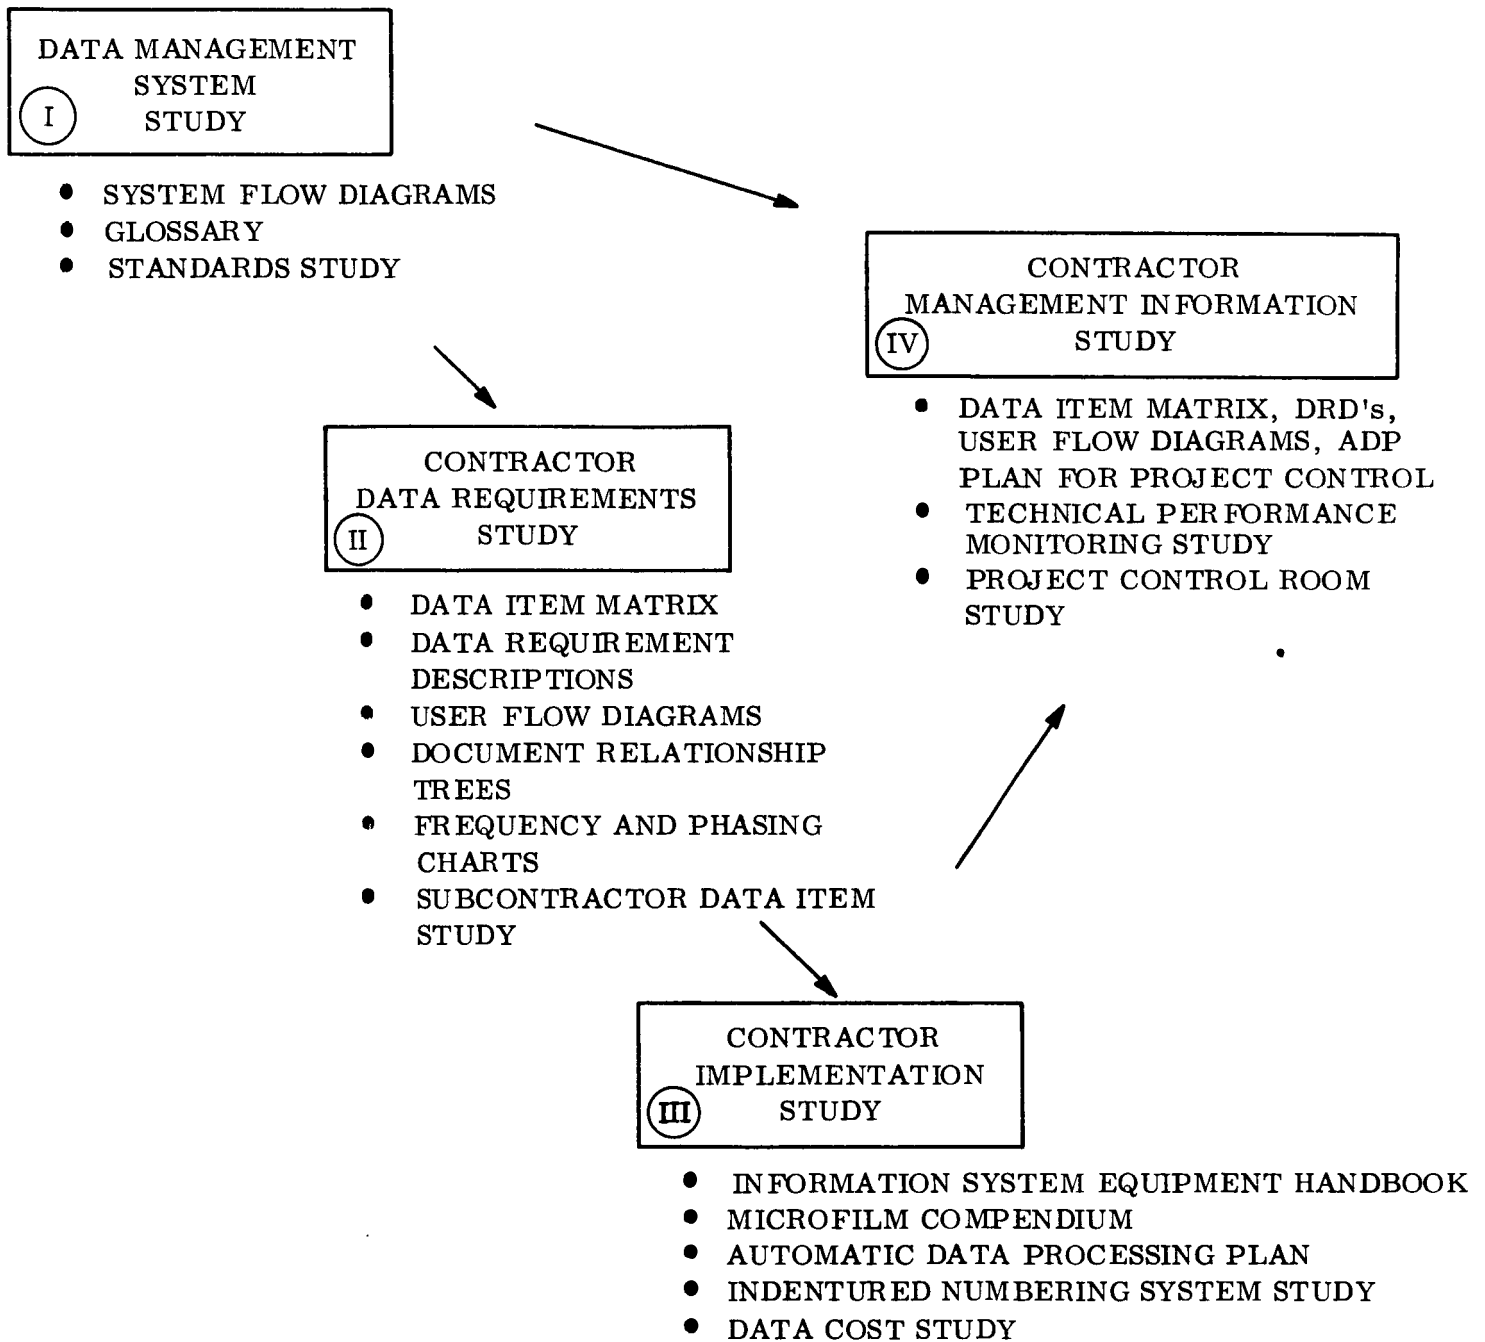 DATA MANAGEMENT
SYSTEM
I STUDY
• SYSTEM FLOW DIAGRAMS
• GLOSSARY
• STANDARDS STUDY
CONTRACTOR
MANAGEMENT INFORMATION
IV STUDY
• DATA ITEM MATRIX, DRD's,
USER FLOW DIAGRAMS, ADP
PLAN FOR PROJECT CONTROL
• TECHNICAL PERFORMANCE
MONITORING STUDY
• PROJECT CONTROL ROOM
STUDY
CONTRACTOR
DATA REQUIREMENTS
II STUDY
• DATA ITEM MATRIX
• DATA REQUIREMENT
DESCRIPTIONS
• USER FLOW DIAGRAMS
• DOCUMENT RELATIONSHIP
TREES
• FREQUENCY AND PHASING
CHARTS
• SUBCONTRACTOR DATA ITEM
STUDY
CONTRACTOR
IMPLEMENTATION
III STUDY
• INFORMATION SYSTEM EQUIPMENT HANDBOOK
• MICROFILM COMPENDIUM
• AUTOMATIC DATA PROCESSING PLAN
• INDENTURED NUMBERING SYSTEM STUDY
• DATA COST STUDY